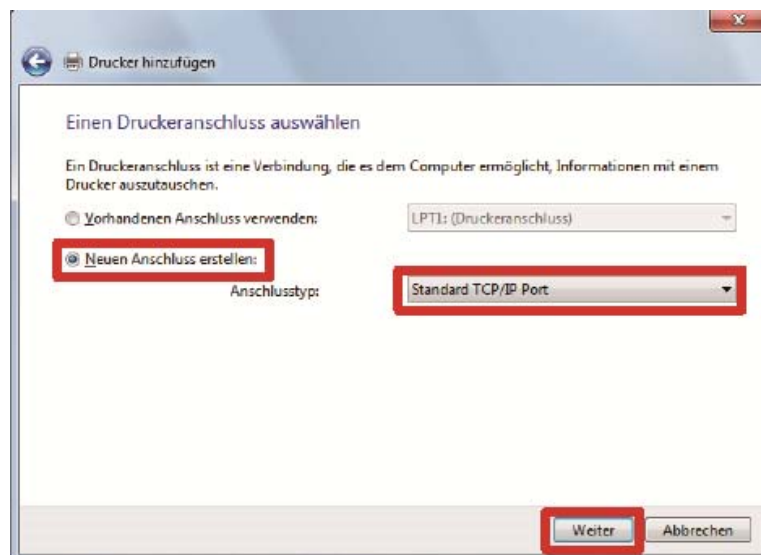 Drucker hinzufügen
Einen Druckeranschluss auswählen
Ein Druckeranschluss ist eine Verbindung, die es dem Computer ermöglicht, Informationen mit einem
Drucker auszutauschen.
Vorhandenen Anschluss verwenden: LPT1: (Druckeranschluss)
Neuen Anschluss erstellen:
Anschlusstyp: Standard TCP/IP Port
Weiter Abbrechen